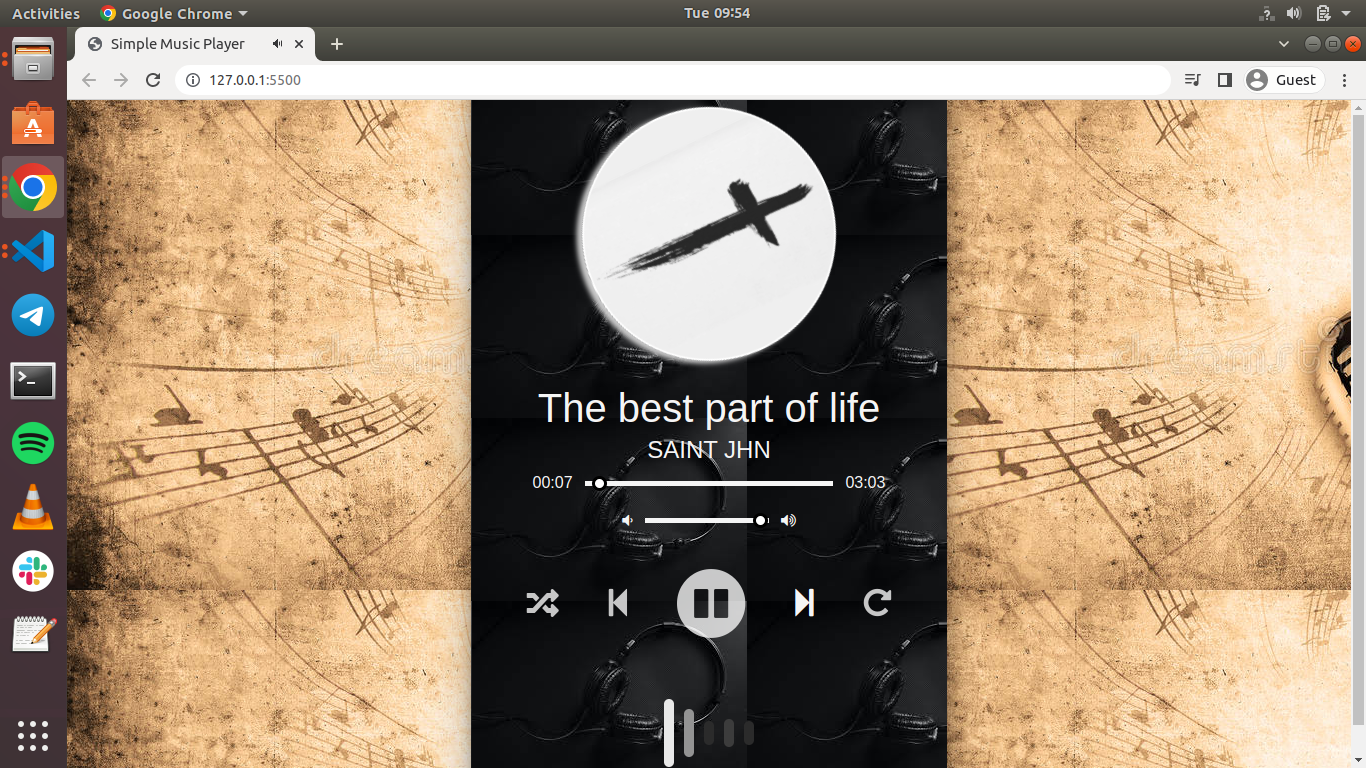 Activities
Google Chrome
Tue 09:54
Simple Music Player
127.0.0.1:5500
Guest
The best part of life
SAINT JHN
00:07
03:03